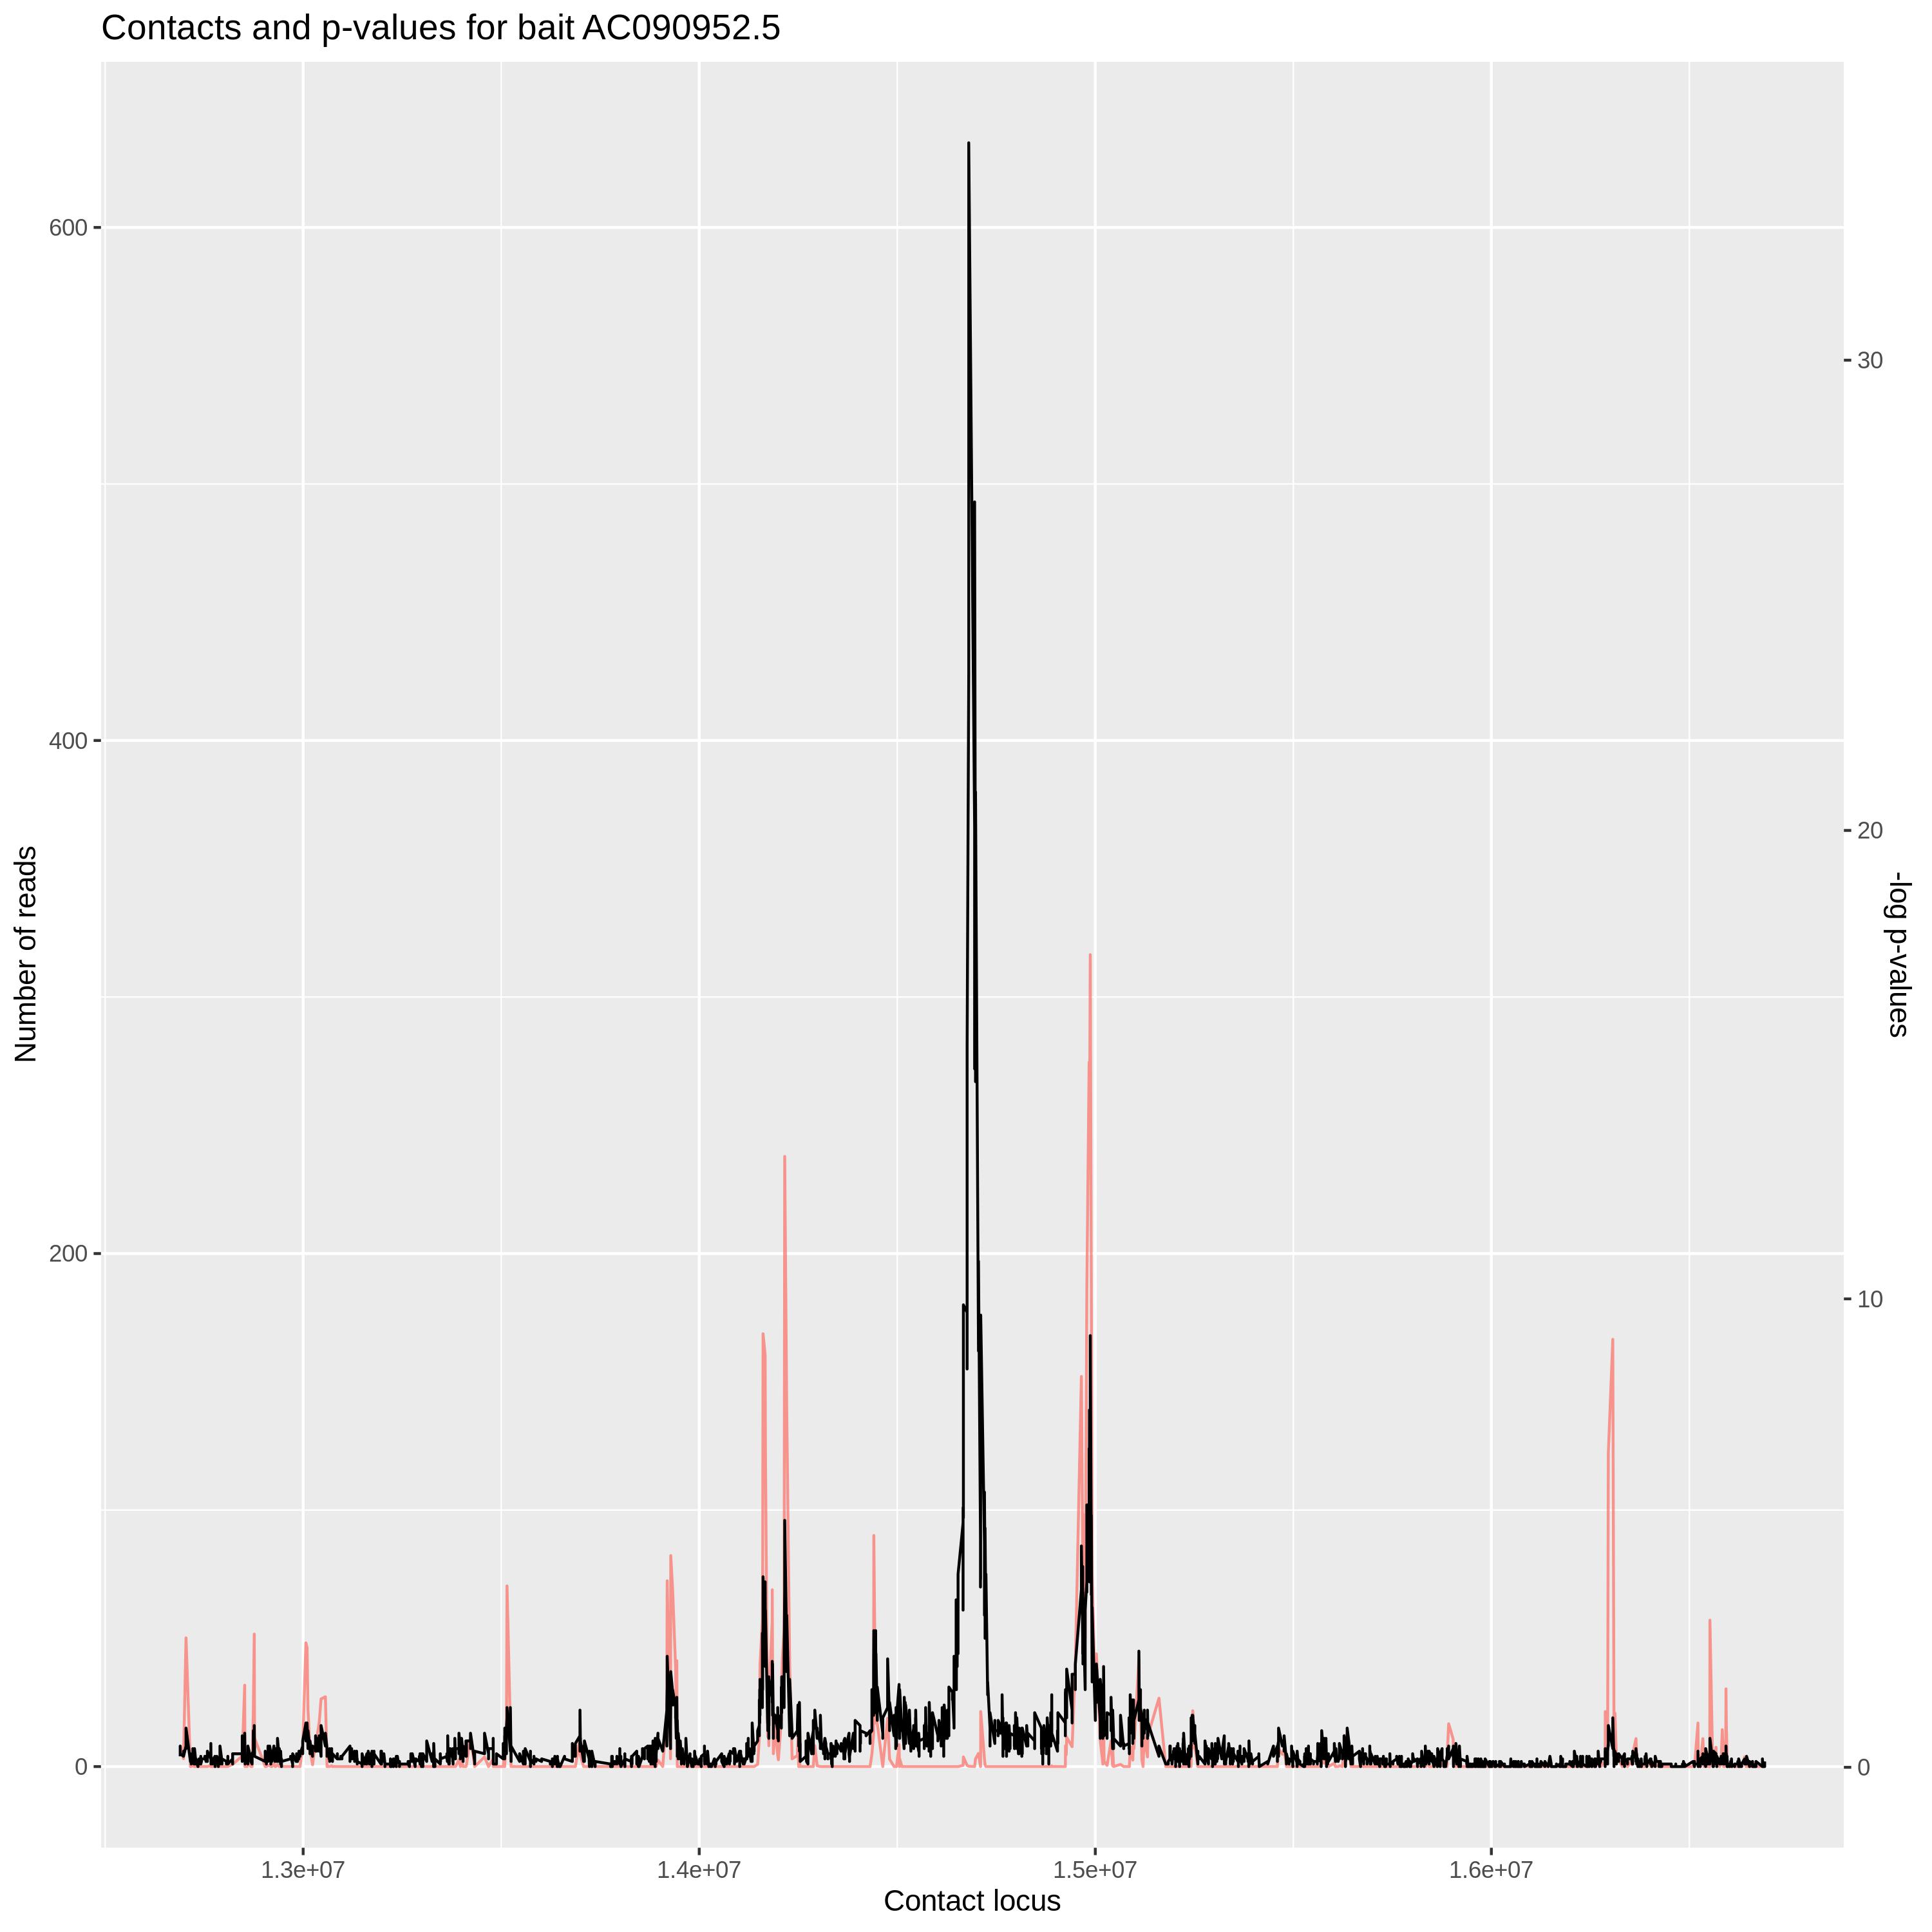 Contacts and p-values for bait AC090952.5
600
400
200
0
Number of reads
30
20
10
0
-log p-values
1.3e+07
1.4e+07
1.5e+07
1.6e+07
Contact locus